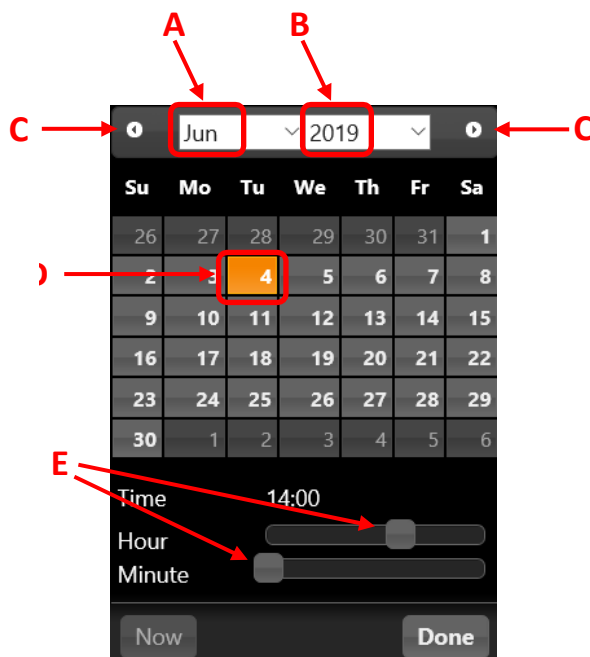 A B
C Jun 2019 C
Su Mo Tu We Th Fr Sa
26 27 28 29 30 31 1
2 3 4 5 6 7 8
9 10 11 12 13 14 15
16 17 18 19 20 21 22
23 24 25 26 27 28 29
30 1 2 3 4 5 6
E
Time 14:00
Hour
Minute
Now Done